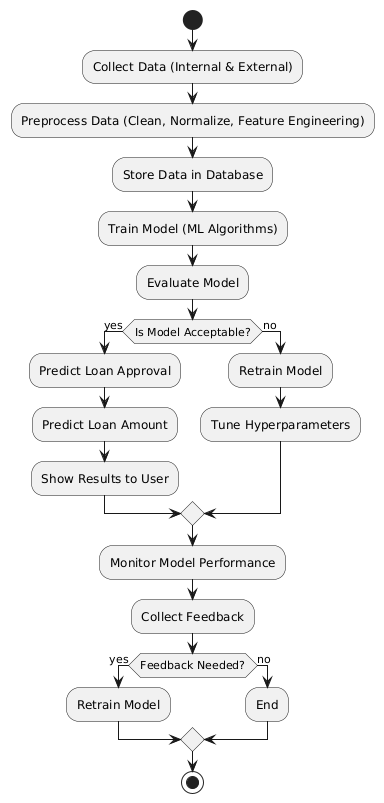 Collect Data (Internal & External)
Preprocess Data (Clean, Normalize, Feature Engineering)
Store Data in Database
Train Model (ML Algorithms)
Evaluate Model
yes
Is Model Acceptable?
no
Predict Loan Approval
Retrain Model
Predict Loan Amount
Tune Hyperparameters
Show Results to User
Monitor Model Performance
Collect Feedback
yes
Feedback Needed?
no
Retrain Model
End